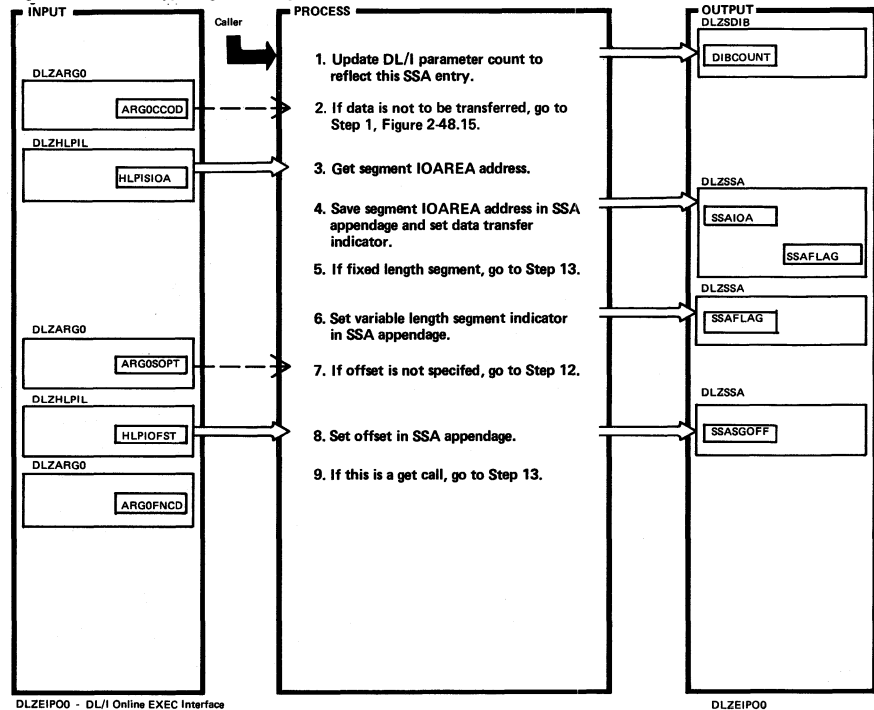 INPUT
DLZARG0
ARG0CCOD
DLZHLPIL
HLPISIOA
DLZARG0
ARG0SOPT
DLZHLPIL
HLPIOFST
DLZARG0
ARG0FNCD
Caller
PROCESS
1. Update DL/I parameter count to
reflect this SSA entry.
2. If data is not to be transferred, go to
Step 1, Figure 2-48.15.
3. Get segment IOAREA address.
4. Save segment IOAREA address in SSA
appendage and set data transfer
indicator.
5. If fixed length segment, go to Step 13.
6. Set variable length segment indicator
in SSA appendage.
7. If offset is not specifed, go to Step 12.
8. Set offset in SSA appendage.
9. If this is a get call, go to Step 13.
OUTPUT
DLZSDIB
DIBCOUNT
DLZSSA
SSAIOA
SSAFLAG
DLZSSA
SSAFLAG
DLZSSA
SSASGOFF
DLZEIPO0 - DL/I Online EXEC Interface
DLZEIPO0